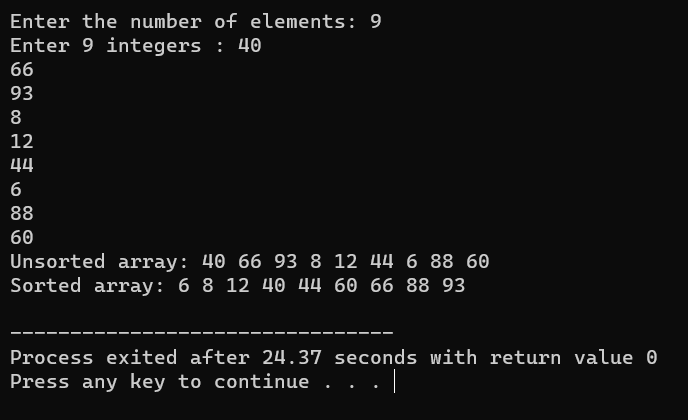 Enter the number of elements: 9
Enter 9 integers : 40
66
93
8
12
44
6
88
60
Unsorted array: 40 66 93 8 12 44 6 88 60
Sorted array: 6 8 12 40 44 60 66 88 93
--------------------------------
Process exited after 24.37 seconds with return value 0
Press any key to continue . . .